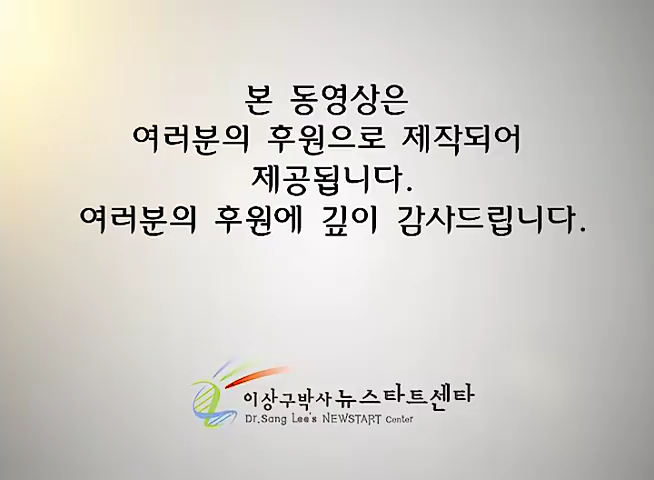 본 동영상은
여러분의 후원으로 제작되어
제공됩니다.
여러분의 후원에 깊이 감사드립니다.
이상구박사 뉴스타트센타
Dr.Sang Lee's NEWSTART Center